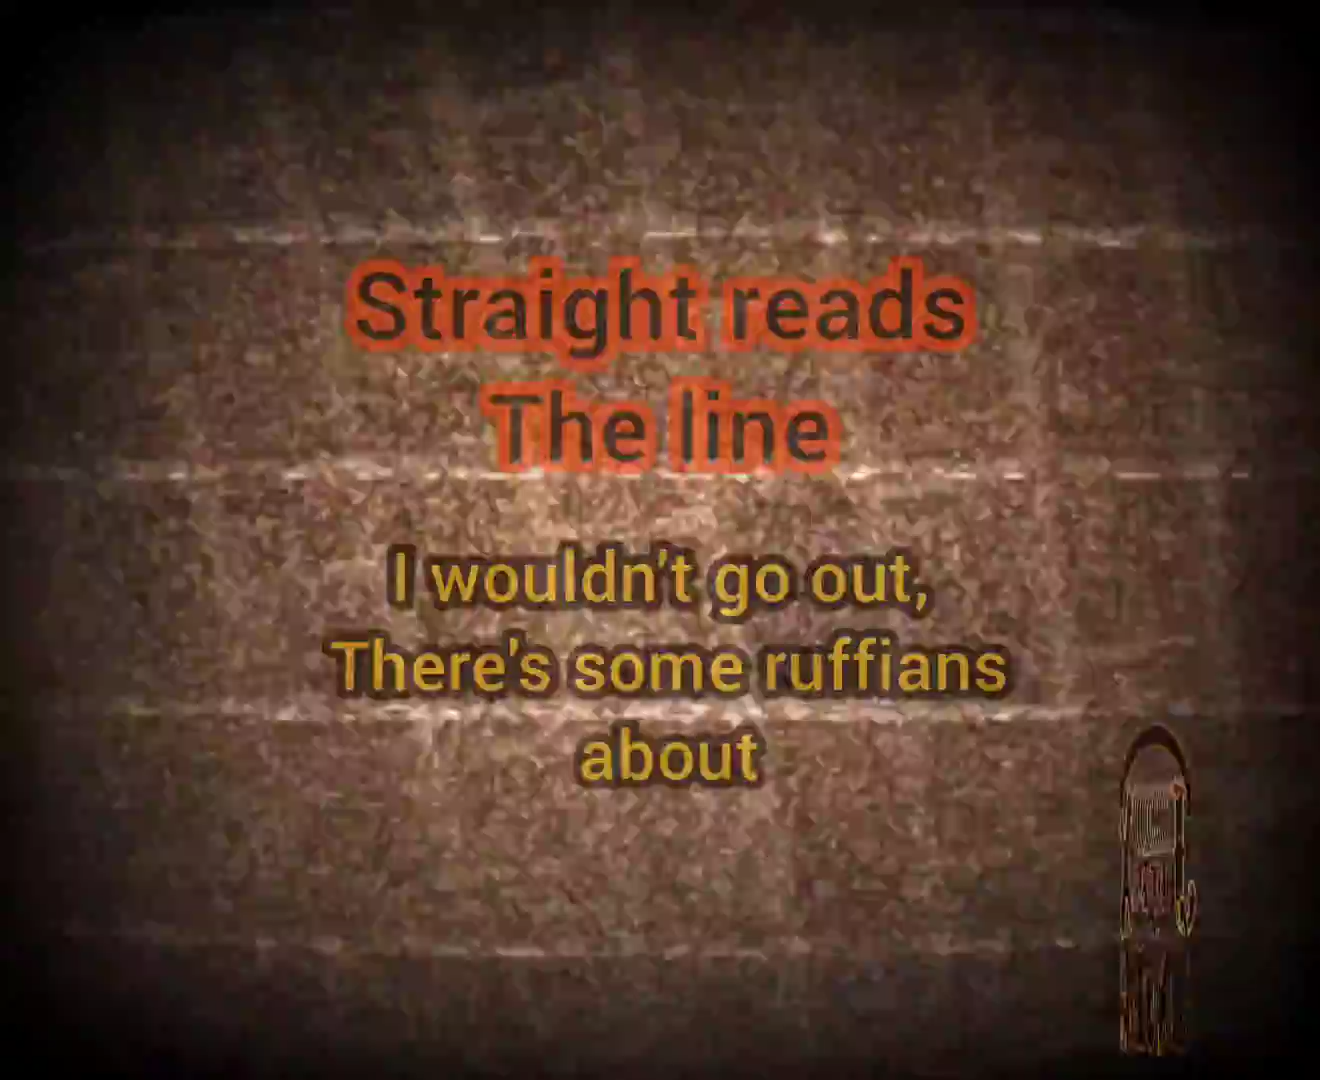 Straight reads
The line
I wouldn't go out,
There's some ruffians
about